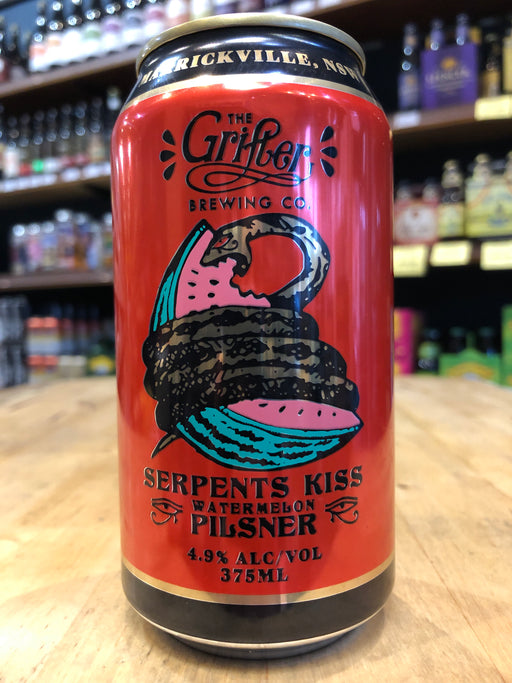 MARRICKVILLE, NSW
THE
Grifter
BREWING CO.
SERPENTS KISS
WATERMELON
PILSNER
4.9% ALC/VOL
375ML